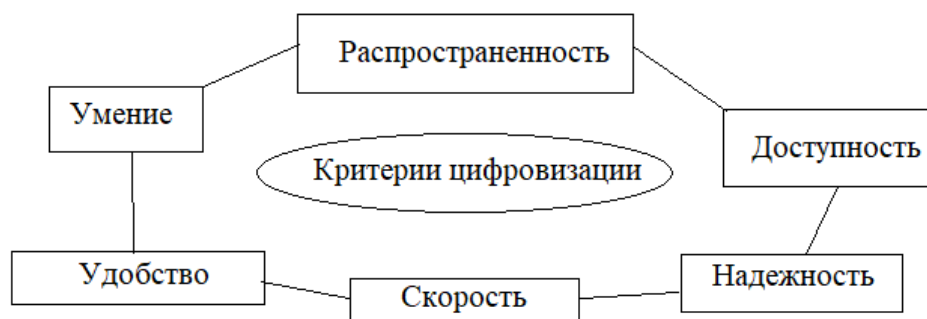 Распространенность
Умение
Доступность
Критерии цифровизации
Удобство
Надежность
Скорость